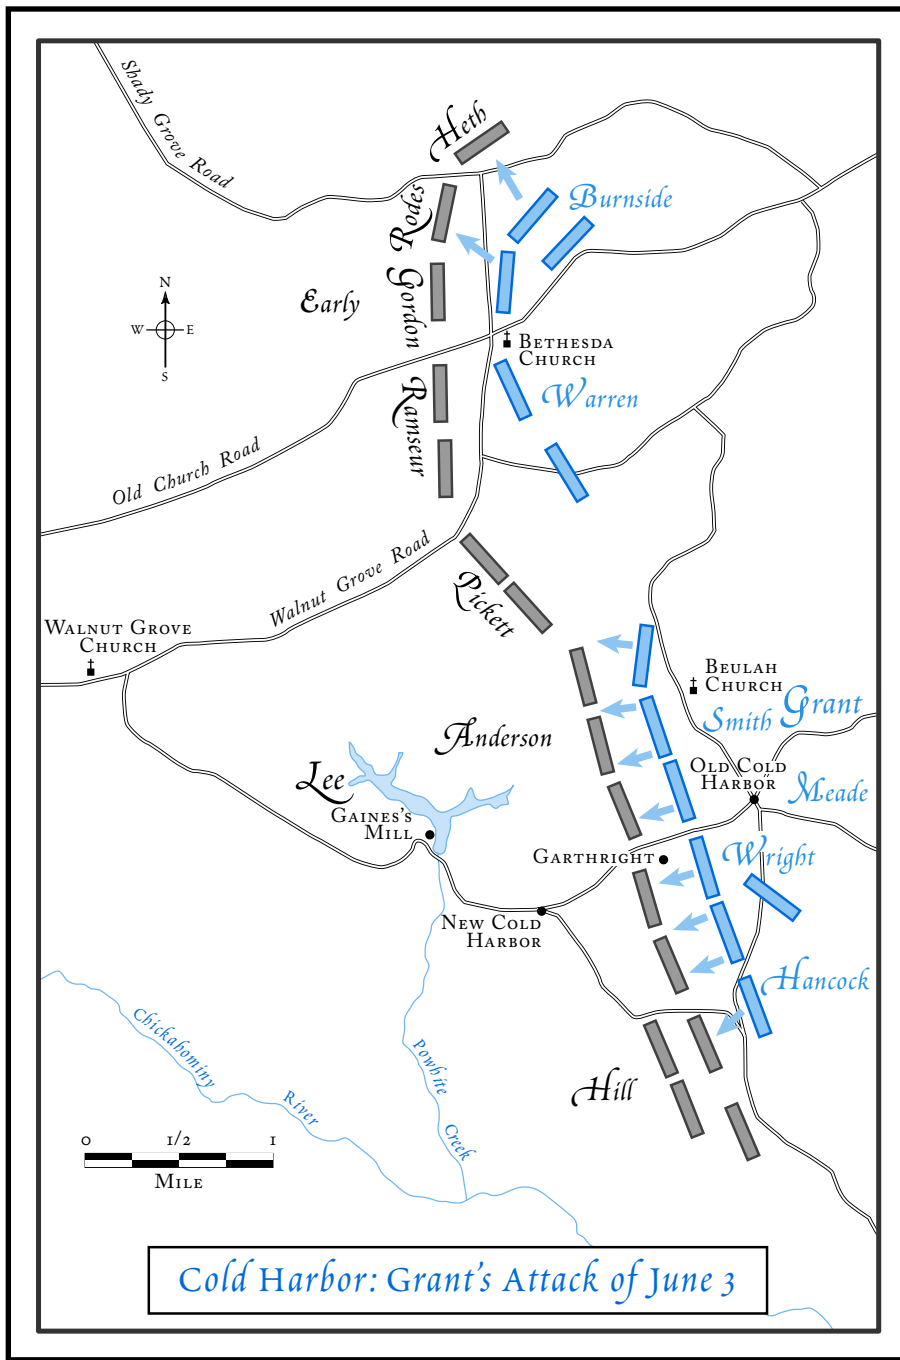 Shady Grove Road
Heth
Rodes
Burnside
Gordon
Early
N
W
E
S
Bethesda
Church
Warren
Ramseur
Old Church Road
Walnut Grove Road
Pickett
Walnut Grove
Church
Beulah
Church
Smith
Grant
Anderson
Lee
Old Cold
Harbor
Meade
Gaines's
Mill
Garthright
Wright
New Cold
Harbor
Hancock
Chickahominy
River
Powhite
Creek
Hill
0 1/2 1
Mile
Cold Harbor: Grant's Attack of June 3